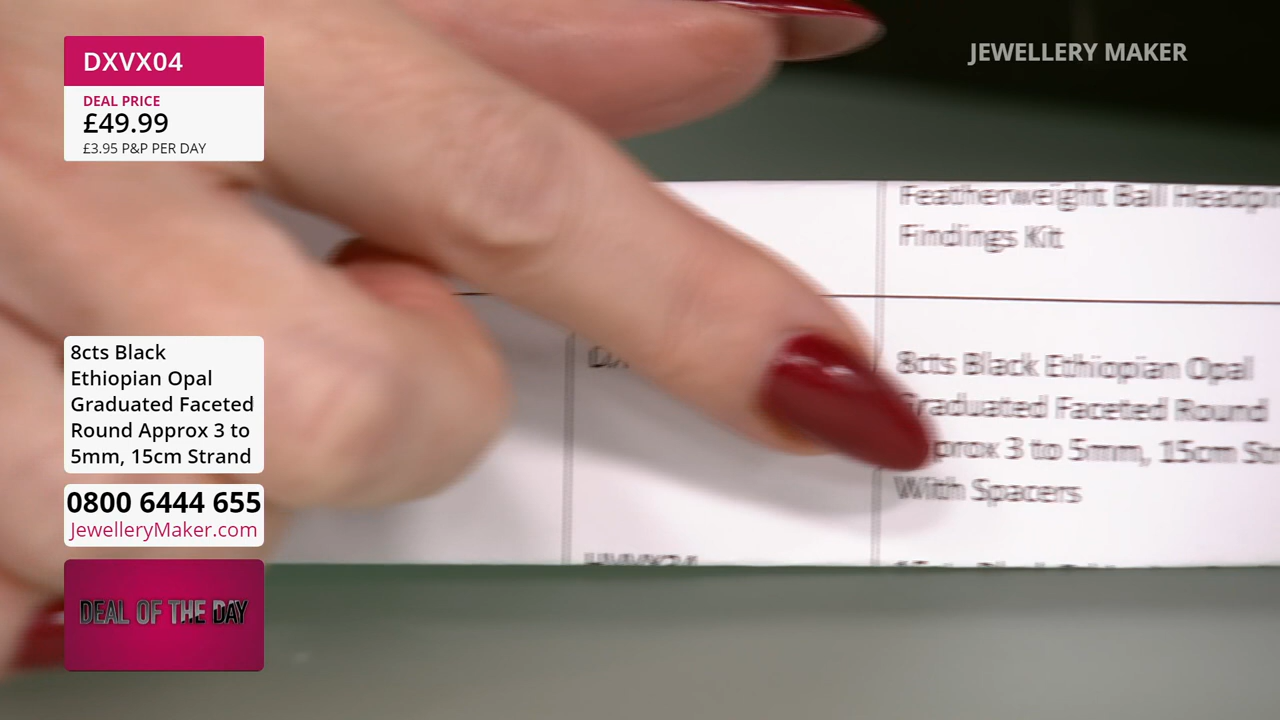 DXVX04
DEAL PRICE
£49.99
£3.95 P&P PER DAY
JEWELLERY MAKER
8cts Black
Ethiopian Opal
Graduated Faceted
Round Approx 3 to
5mm, 15cm Strand
0800 6444 655
JewelleryMaker.com
DEAL OF THE DAY
Featherweight Ball
Findings Kit
8cts Black Ethiopian Opal
Graduated Faceted Round
prox 3 to 5mm, 15cm Str
With Spacers